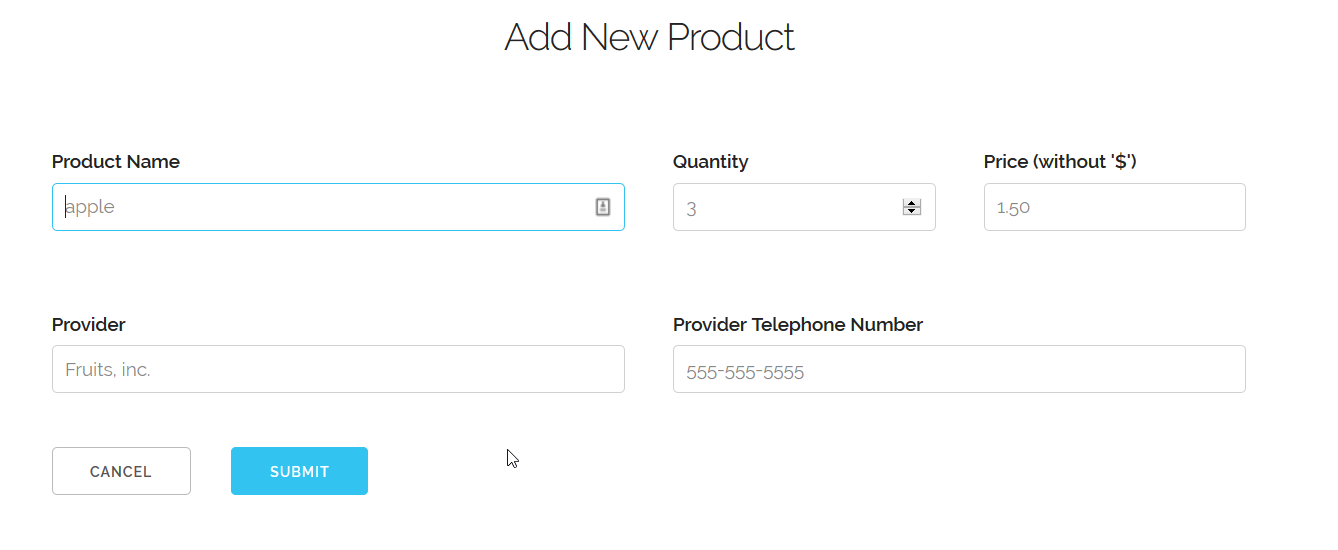 Add New Product
Product Name
Quantity
Price (without '$')
apple
3
1.50
Provider
Provider Telephone Number
Fruits, inc.
555-555-5555
CANCEL
SUBMIT